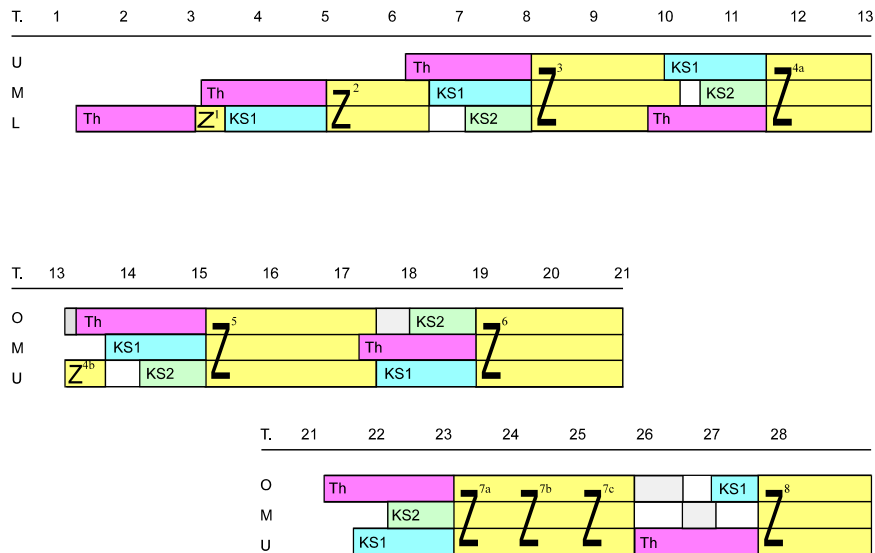 T. 1 2 3 4 5 6 7 8 9 10 11 12 13
U Th Z3 KS1 Z4a
M Th Z2 KS1 KS2
L Th Z1 KS1 KS2 Th
T. 13 14 15 16 17 18 19 20 21
O Th Z5 KS2 Z6
M KS1 Th
U Z4b KS2 KS1
T. 21 22 23 24 25 26 27 28
O Th Z7a Z7b Z7c KS1 Z8
M KS2
U KS1 Th